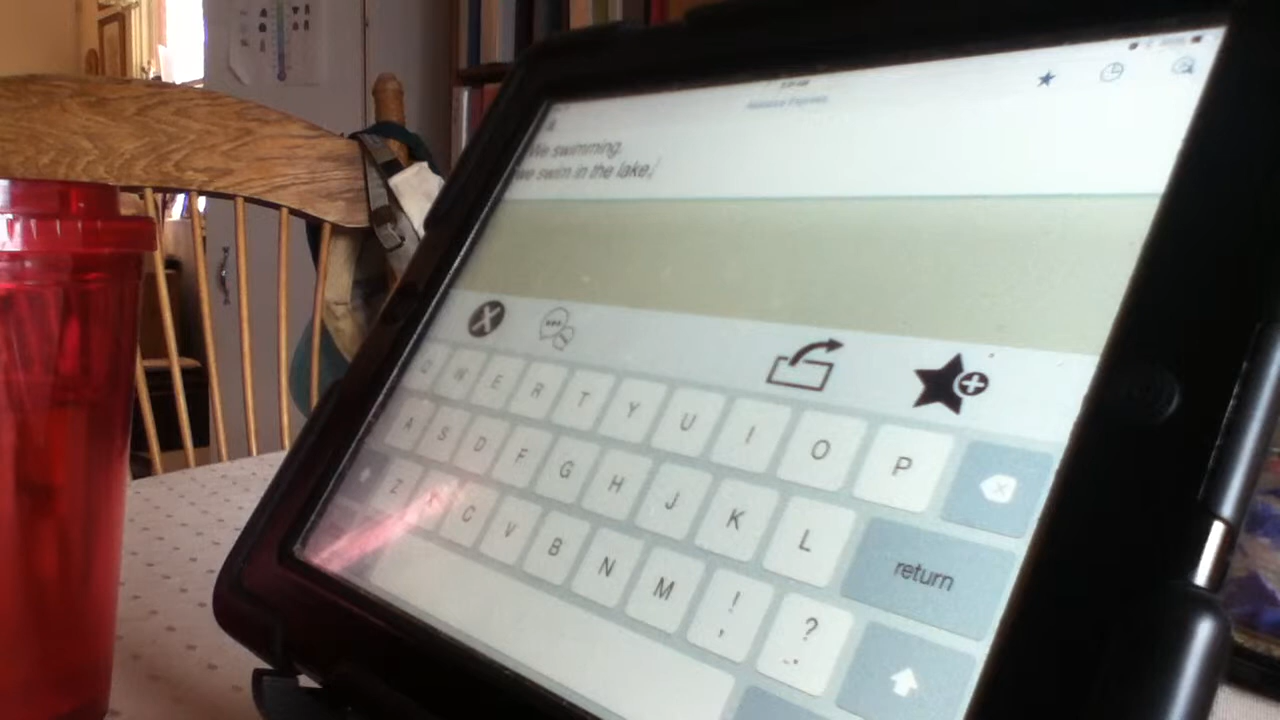 We swimming.
we swim in the lake.
Q W E R T Y U I O P
A S D F G H J K L return
Z X C V B N M ! , ? .